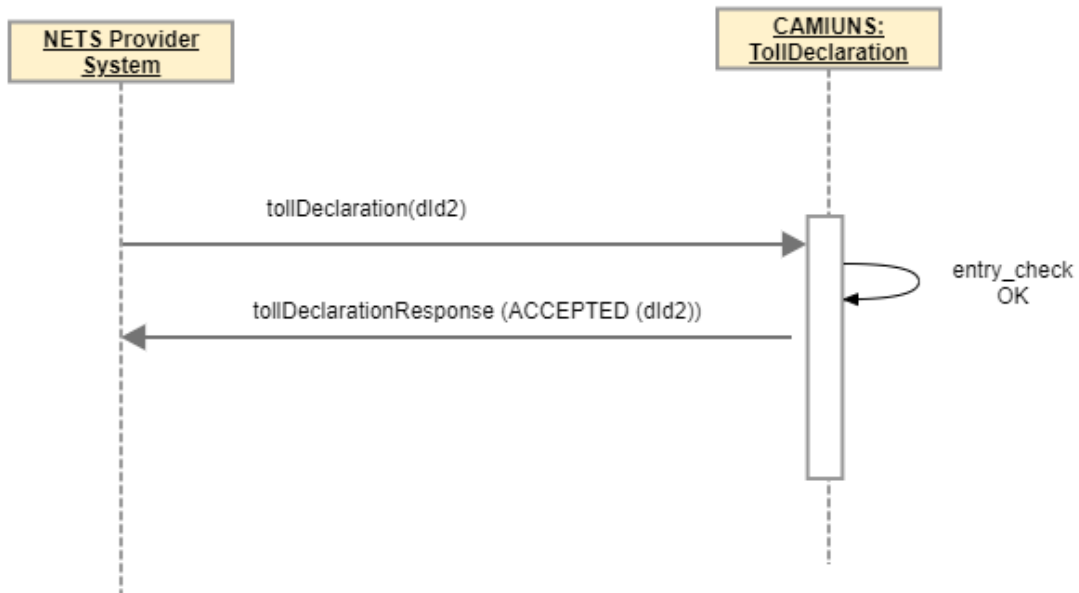 NETS Provider
System
CAMIUNS:
TollDeclaration
tollDeclaration(dId2)
entry_check
OK
tollDeclarationResponse (ACCEPTED (dId2))